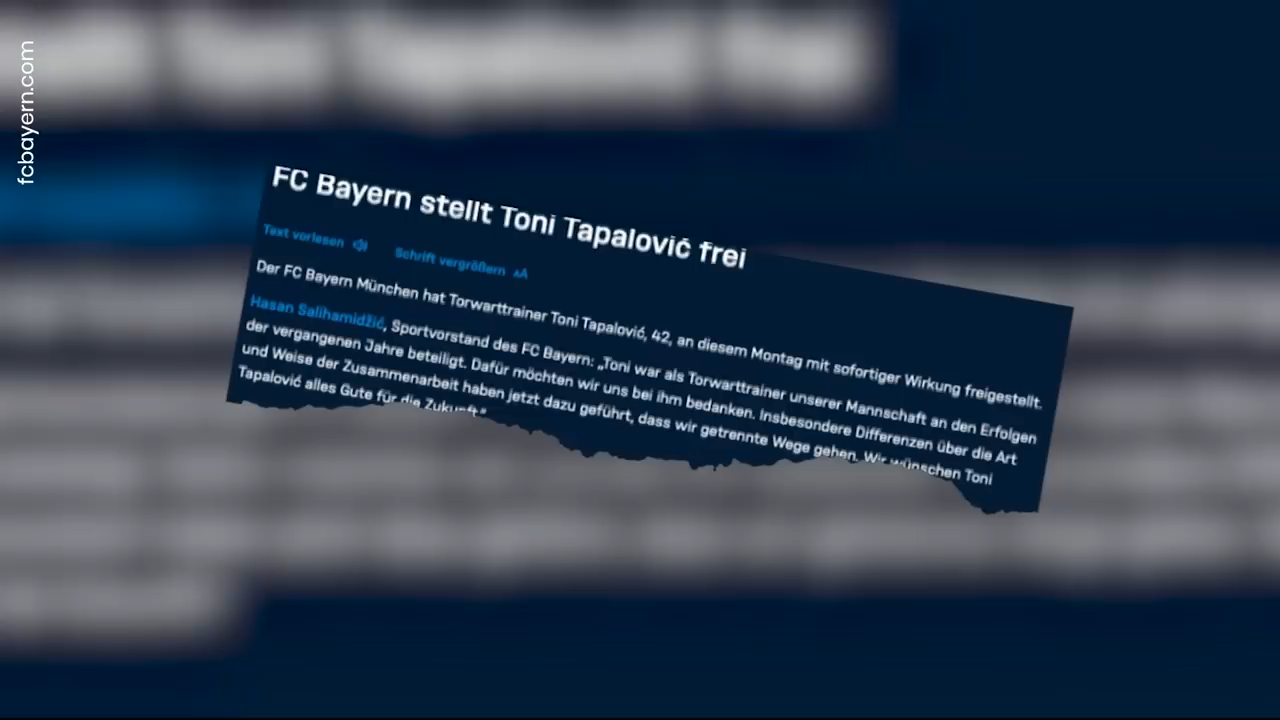 fcbayern.com
FC Bayern stellt Toni Tapalović frei
Text vorlesen Schrift vergrößern AA
Der FC Bayern München hat Torwarttrainer Toni Tapalović, 42, an diesem Montag mit sofortiger Wirkung freigestellt.
Hasan Salihamidžić, Sportvorstand des FC Bayern: „Toni war als Torwarttrainer unserer Mannschaft an den Erfolgen
der vergangenen Jahre beteiligt. Dafür möchten wir uns bei ihm bedanken. Insbesondere Differenzen über die Art
und Weise der Zusammenarbeit haben jetzt dazu geführt, dass wir getrennte Wege gehen. Wir wünschen Toni
Tapalović alles Gute für die Zukunft.“